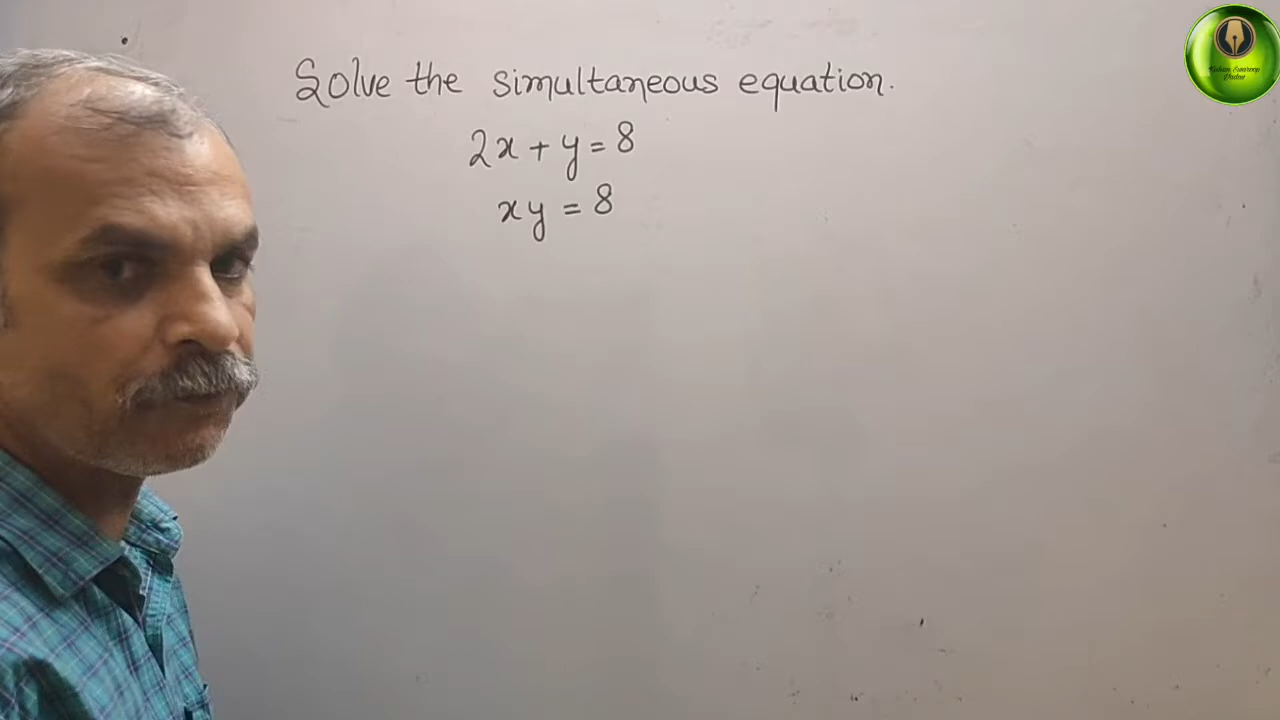 Solve the simultaneous equation.
2x + y = 8
xy = 8